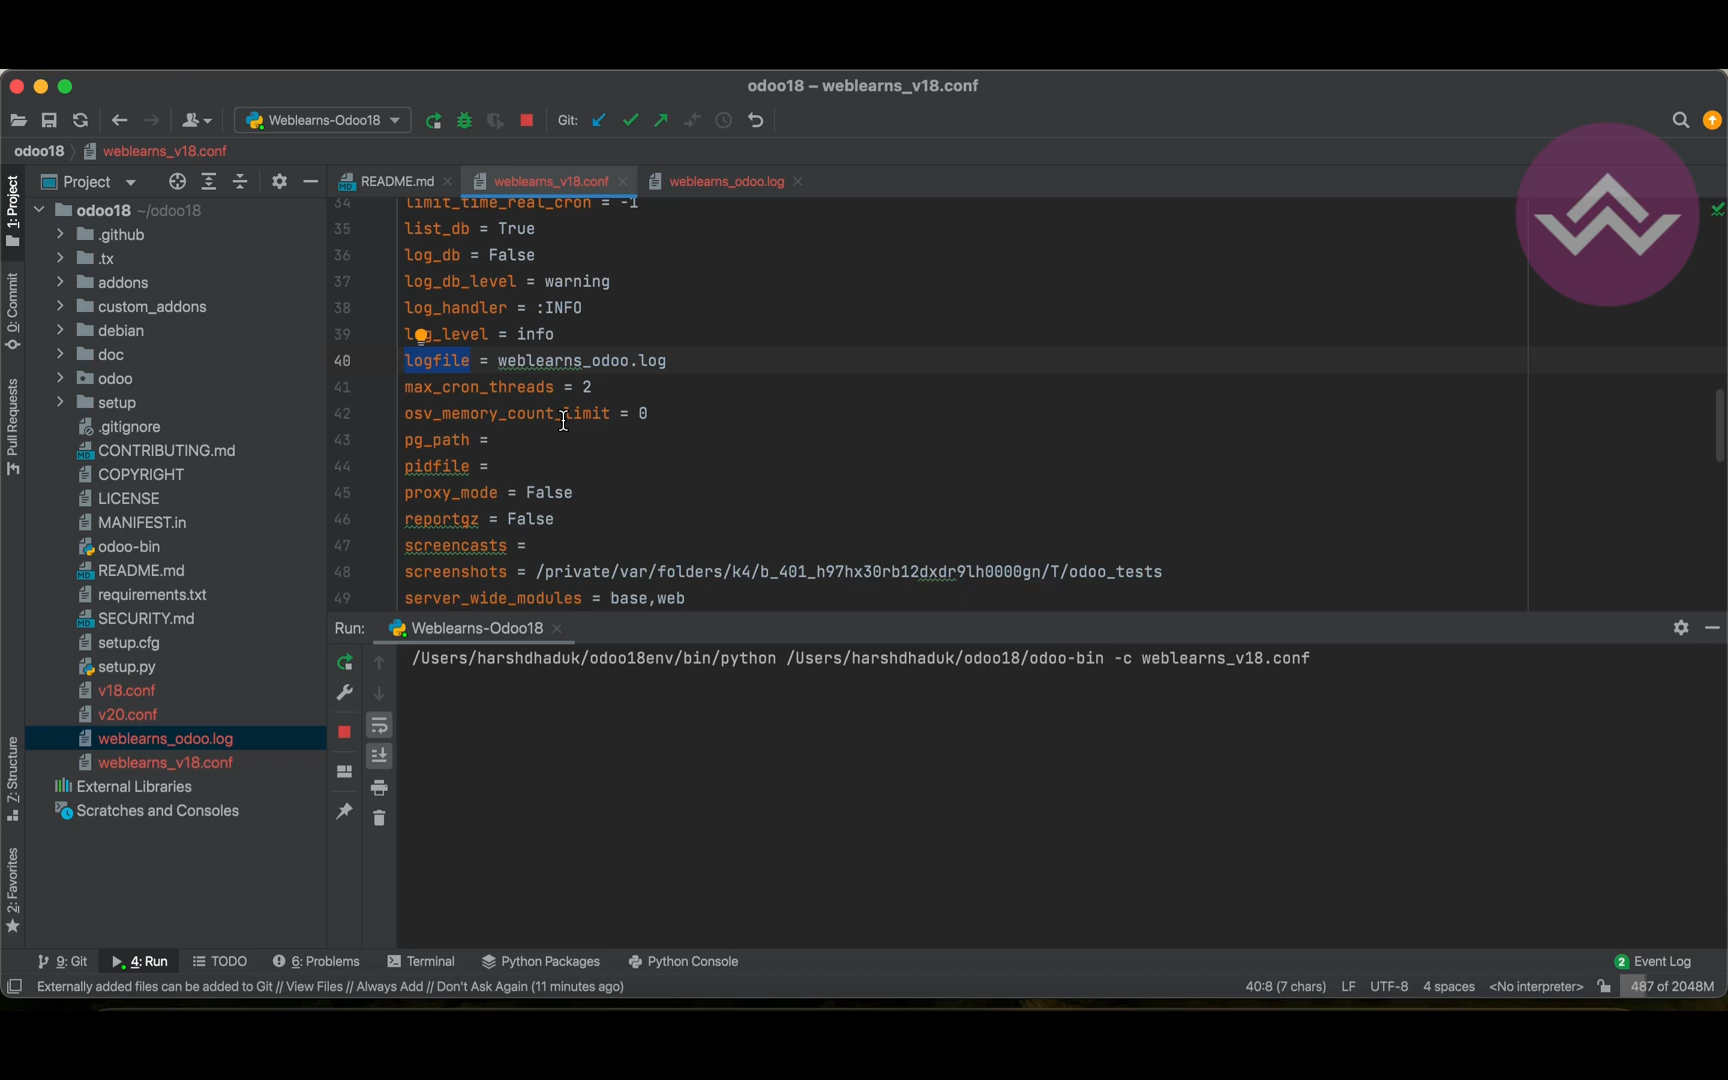 odoo18 – weblearns_v18.conf
Weblearns-Odoo18
Git:
odoo18
weblearns_v18.conf
1: Project
0: Commit
Pull Requests
7: Structure
2: Favorites
Project
odoo18 ~/odoo18
.github
.tx
addons
custom_addons
debian
doc
odoo
setup
.gitignore
CONTRIBUTING.md
COPYRIGHT
LICENSE
MANIFEST.in
odoo-bin
README.md
requirements.txt
SECURITY.md
setup.cfg
setup.py
v18.conf
v20.conf
weblearns_odoo.log
weblearns_v18.conf
External Libraries
Scratches and Consoles
README.md
weblearns_v18.conf
weblearns_odoo.log
34 limit_time_real_cron = -1
35 list_db = True
36 log_db = False
37 log_db_level = warning
38 log_handler = :INFO
39 log_level = info
40 logfile = weblearns_odoo.log
41 max_cron_threads = 2
42 osv_memory_count_limit = 0
43 pg_path =
44 pidfile =
45 proxy_mode = False
46 reportgz = False
47 screencasts =
48 screenshots = /private/var/folders/k4/b_401_h97hx30rb12dxdr9lh0000gn/T/odoo_tests
49 server_wide_modules = base,web
Run: Weblearns-Odoo18
/Users/harshdhaduk/odoo18env/bin/python /Users/harshdhaduk/odoo18/odoo-bin -c weblearns_v18.conf
9: Git
4: Run
TODO
6: Problems
Terminal
Python Packages
Python Console
2 Event Log
Externally added files can be added to Git // View Files // Always Add // Don't Ask Again (11 minutes ago)
40:8 (7 chars) LF UTF-8 4 spaces <No interpreter> 487 of 2048M